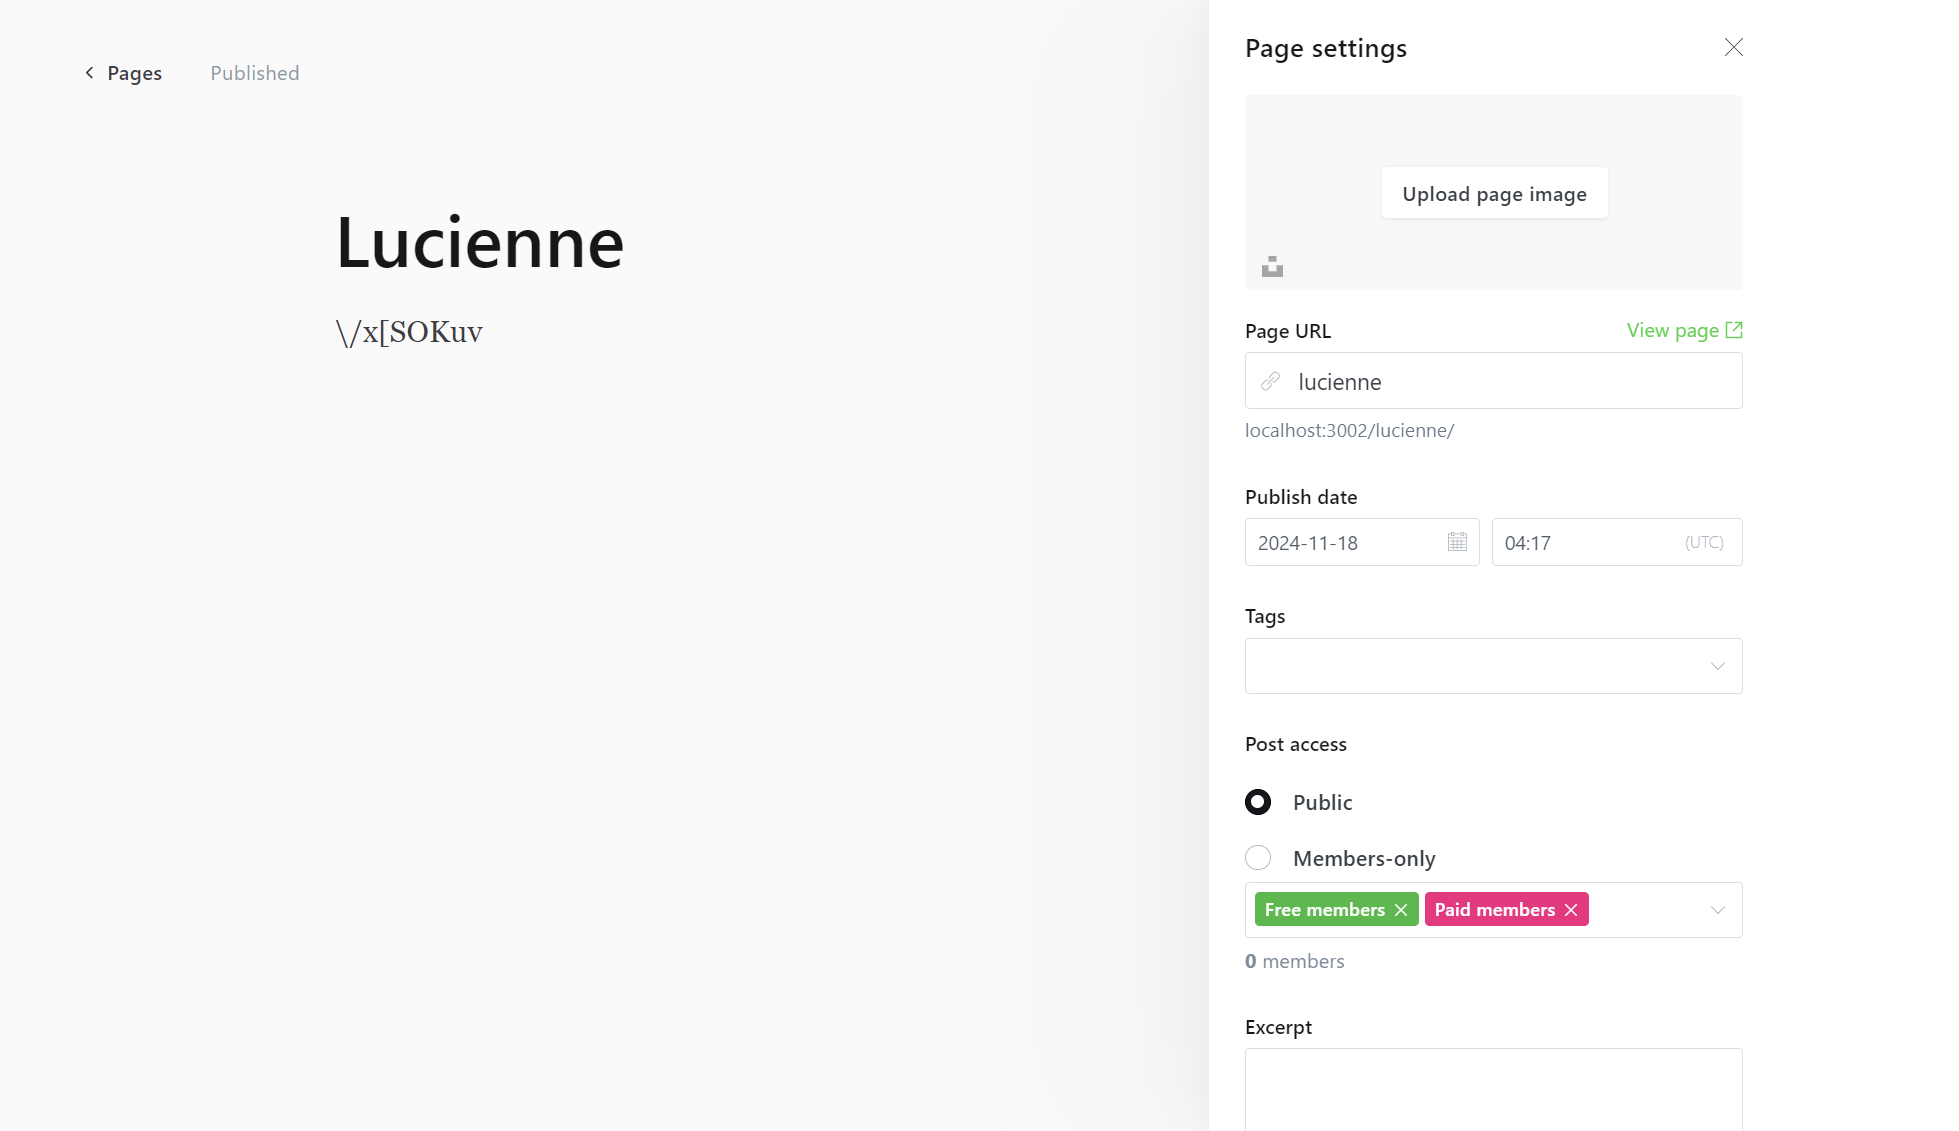 Pages
Published
Lucienne
\/x[SOKuv
Page settings
Upload page image
Page URL
View page
lucienne
localhost:3002/lucienne/
Publish date
2024-11-18
04:17
(UTC)
Tags
Post access
Public
Members-only
Free members
Paid members
0 members
Excerpt